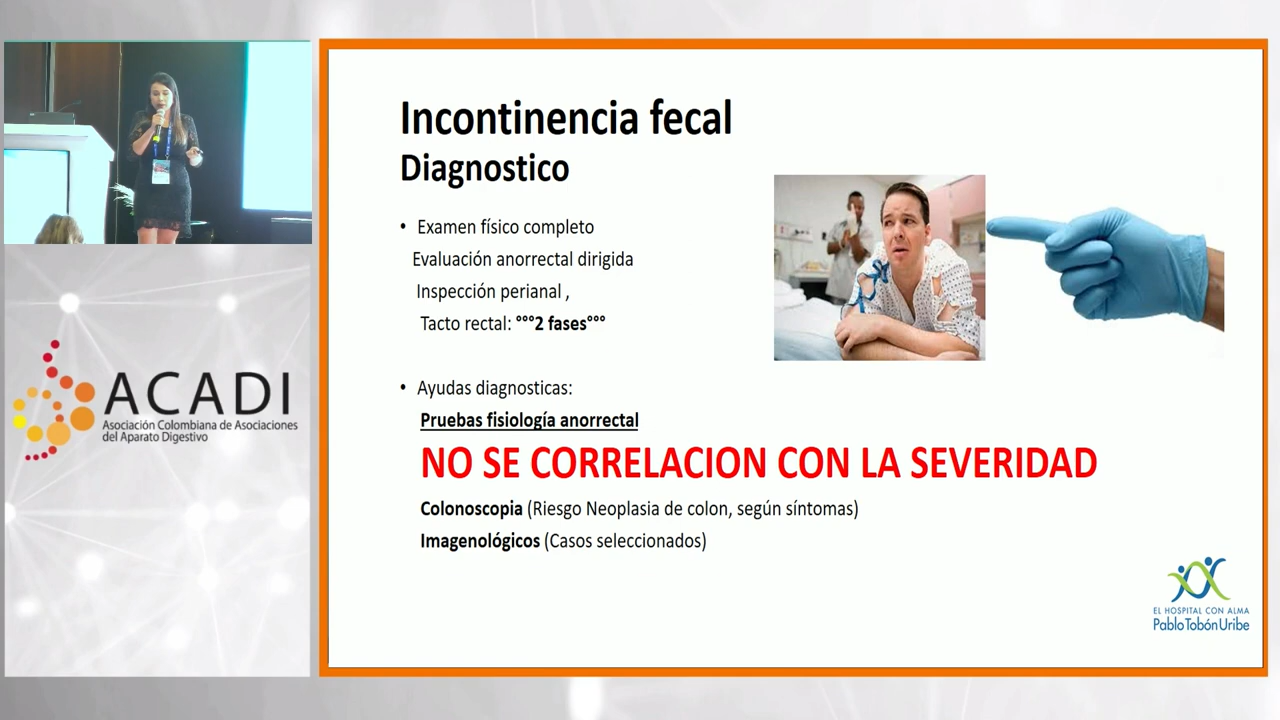 Incontinencia fecal
Diagnostico
• Examen físico completo
Evaluación anorrectal dirigida
Inspección perianal ,
Tacto rectal: °°°2 fases°°°
• Ayudas diagnosticas:
Pruebas fisiología anorrectal
NO SE CORRELACION CON LA SEVERIDAD
Colonoscopia (Riesgo Neoplasia de colon, según síntomas)
Imagenológicos (Casos seleccionados)
ACADI
Asociación Colombiana de Asociaciones
del Aparato Digestivo
EL HOSPITAL CON ALMA
Pablo Tobón Uribe